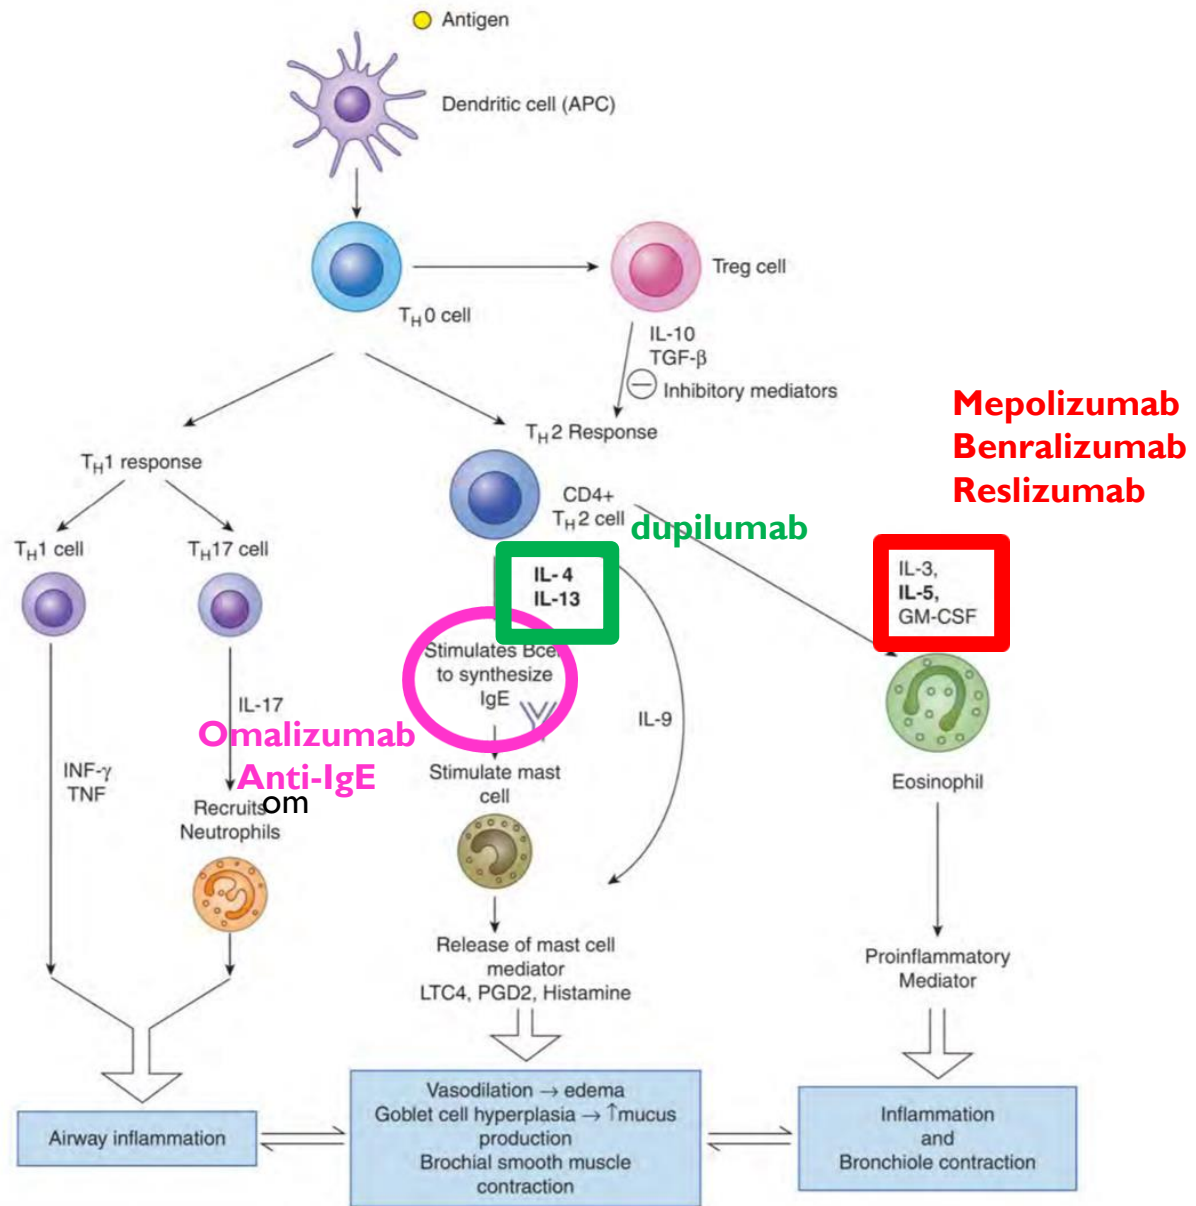 Antigen
Dendritic cell (APC)
Treg cell
TH0 cell
IL-10
TGF-β
− Inhibitory mediators
Mepolizumab
Benralizumab
Reslizumab
TH2 Response
TH1 response
CD4+
TH2 cell
dupilumab
TH1 cell
TH17 cell
IL-4
IL-13
IL-3,
IL-5,
GM-CSF
Stimulates Bce
to synthesize
IgE
IL-17
IL-9
Omalizumab
Anti-IgE
om
INF-γ
TNF
Recruits
Neutrophils
Stimulate mast
cell
Eosinophil
Release of mast cell
mediator
LTC4, PGD2, Histamine
Proinflammatory
Mediator
Airway inflammation
Vasodilation → edema
Goblet cell hyperplasia → ↑mucus
production
Brochial smooth muscle
contraction
Inflammation
and
Bronchiole contraction